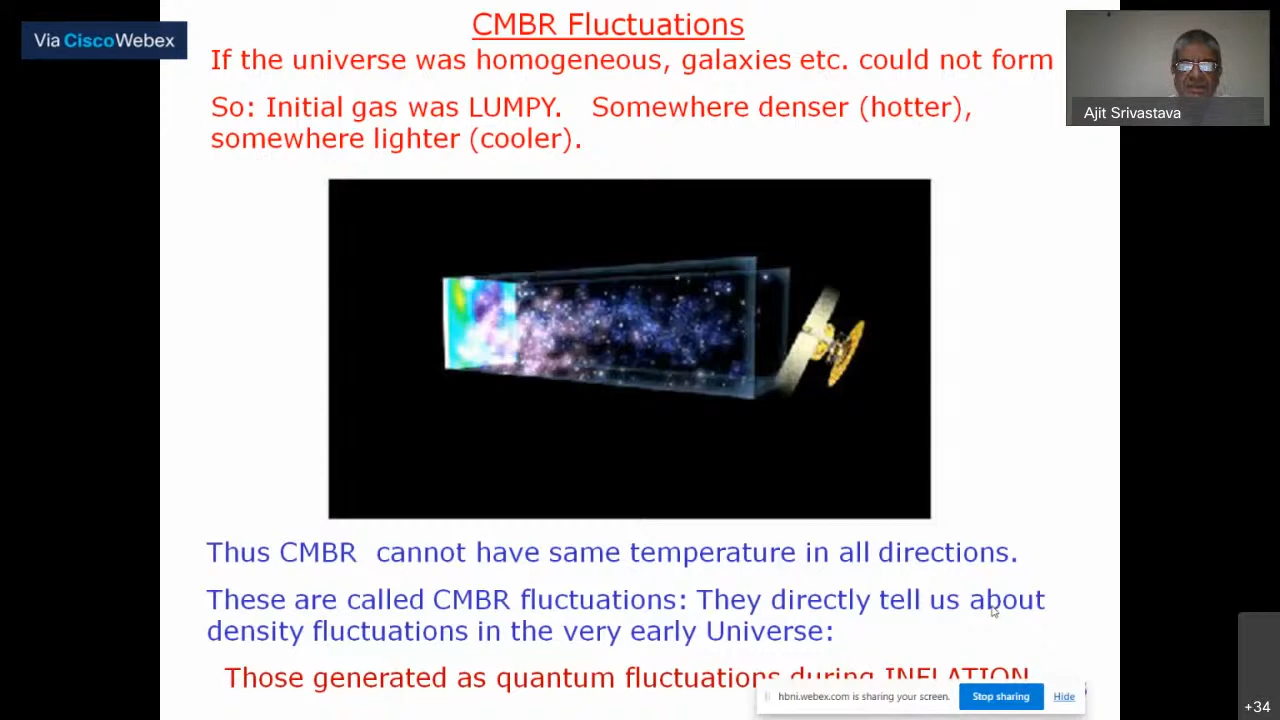 CMBR Fluctuations
Via CiscoWebex
If the universe was homogeneous, galaxies etc. could not form
So: Initial gas was LUMPY. Somewhere denser (hotter),
somewhere lighter (cooler).
Ajit Srivastava
Thus CMBR cannot have same temperature in all directions.
These are called CMBR fluctuations: They directly tell us about
density fluctuations in the very early Universe:
Those generated as quantum fluctuations during INFLATION
hbni.webex.com is sharing your screen.
Stop sharing
Hide
+34